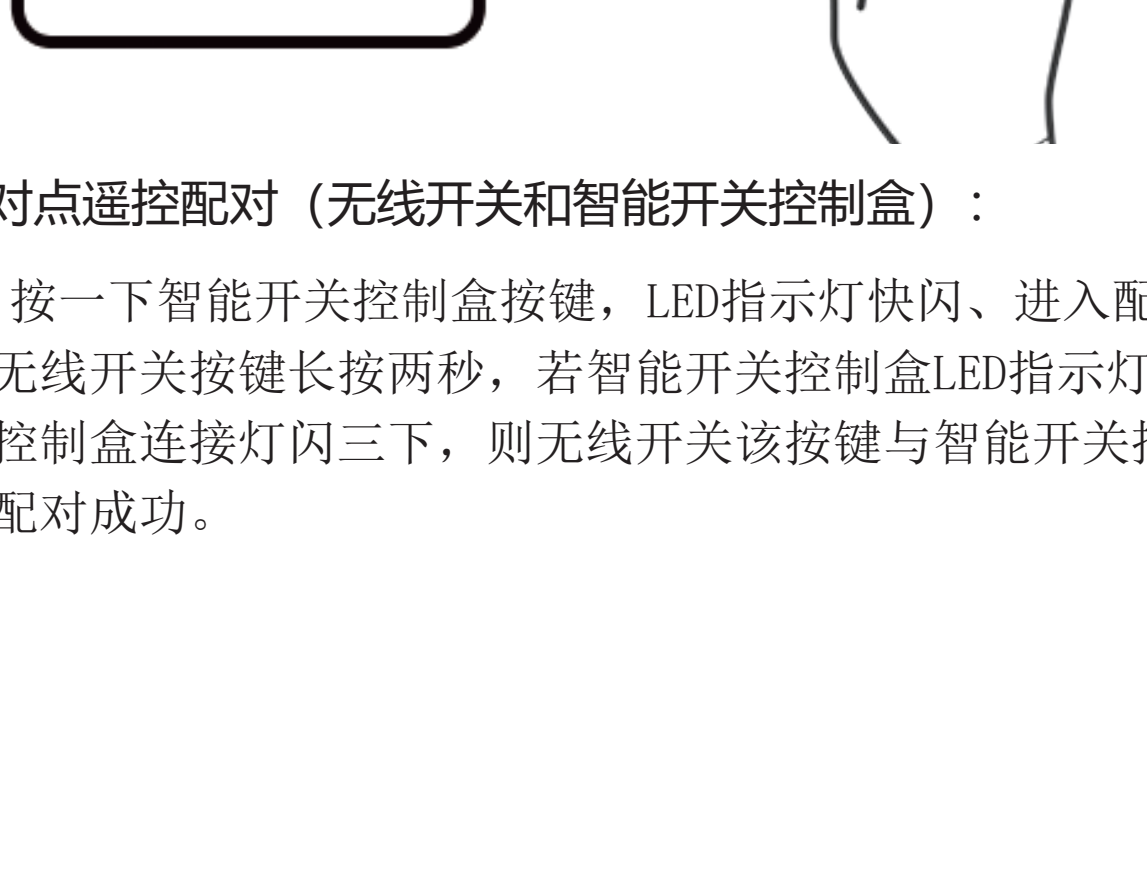 对点遥控配对（无线开关和智能开关控制盒）：
按一下智能开关控制盒按键，LED指示灯快闪、进入配
无线开关按键长按两秒，若智能开关控制盒LED指示灯
控制盒连接灯闪三下，则无线开关该按键与智能开关控
配对成功。